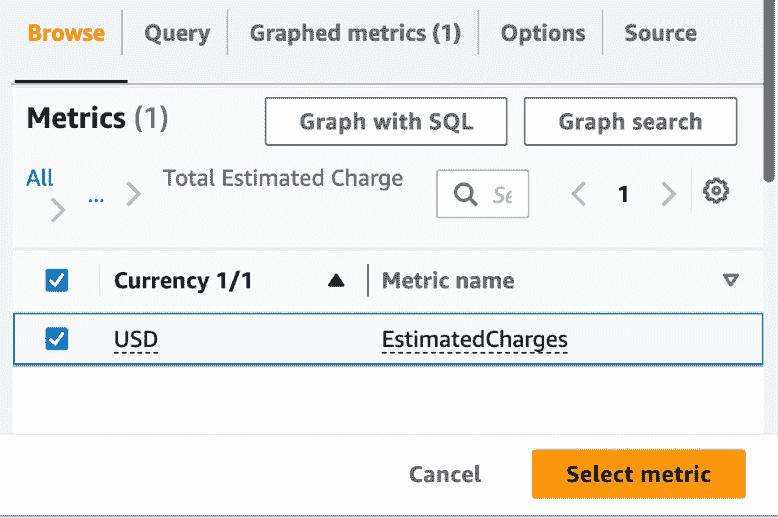 Browse Query Graphed metrics (1) Options Source
Metrics (1) Graph with SQL Graph search
All ... Total Estimated Charge Se 1
Currency 1/1 Metric name
USD EstimatedCharges
Cancel Select metric